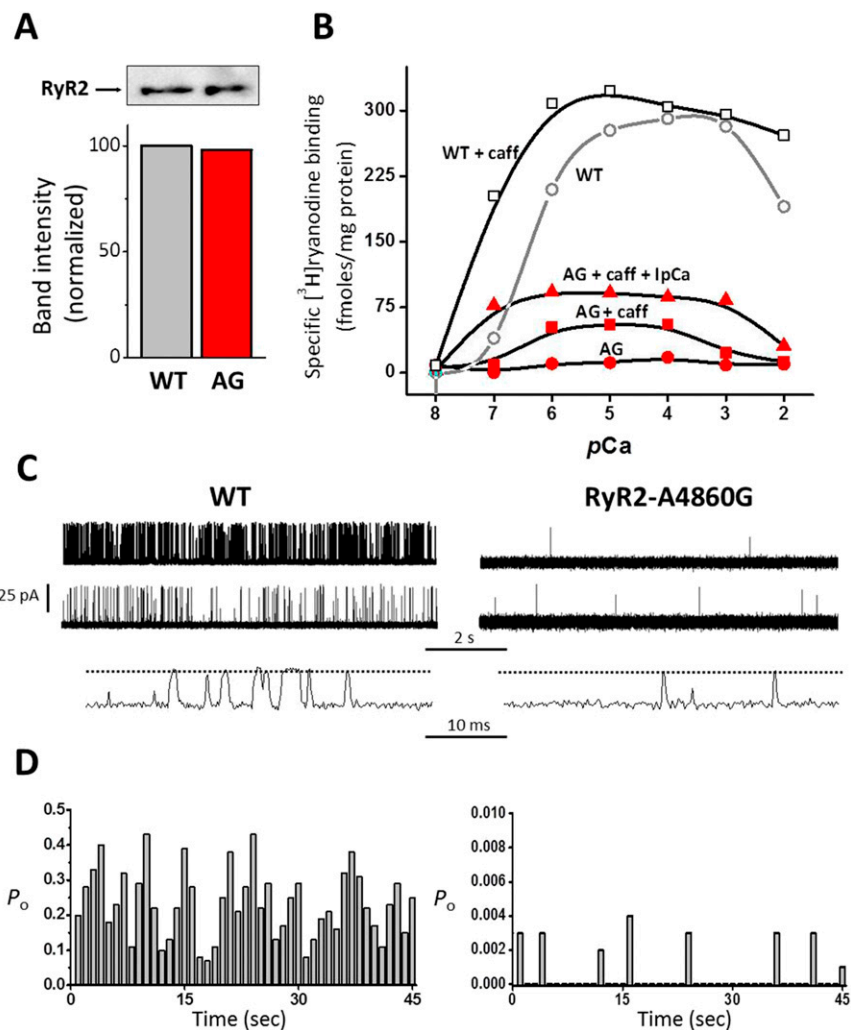 A
RyR2
Band intensity
(normalized)
100
50
0
WT AG
B
Specific [³H]ryanodine binding
(fmoles/mg protein)
300
225
150
75
0
WT + caff
WT
AG + caff + IpCa
AG + caff
AG
8 7 6 5 4 3 2
pCa
C
WT RyR2-A4860G
25 pA
2 s
10 ms
D
Pₒ
0.5
0.4
0.3
0.2
0.1
0.0
0 15 30 45
Time (sec)
Pₒ
0.010
0.008
0.006
0.004
0.002
0.000
0 15 30 45
Time (sec)